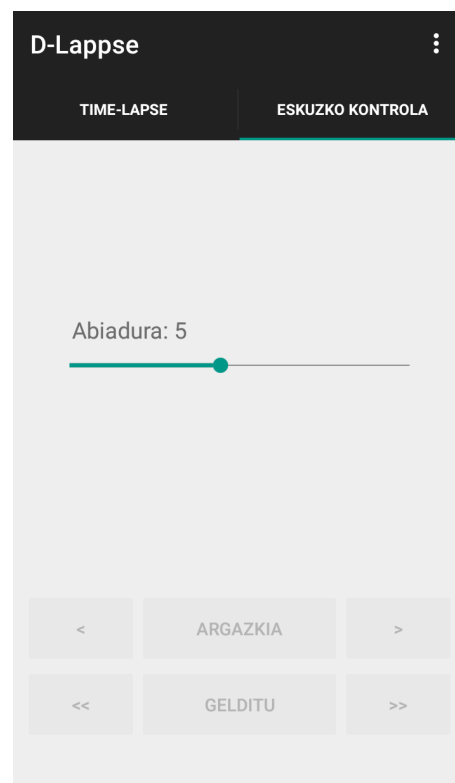 D-Lappse
TIME-LAPSE ESKUZKO KONTROLA
Abiadura: 5
< ARGAZKIA >
<< GELDITU >>